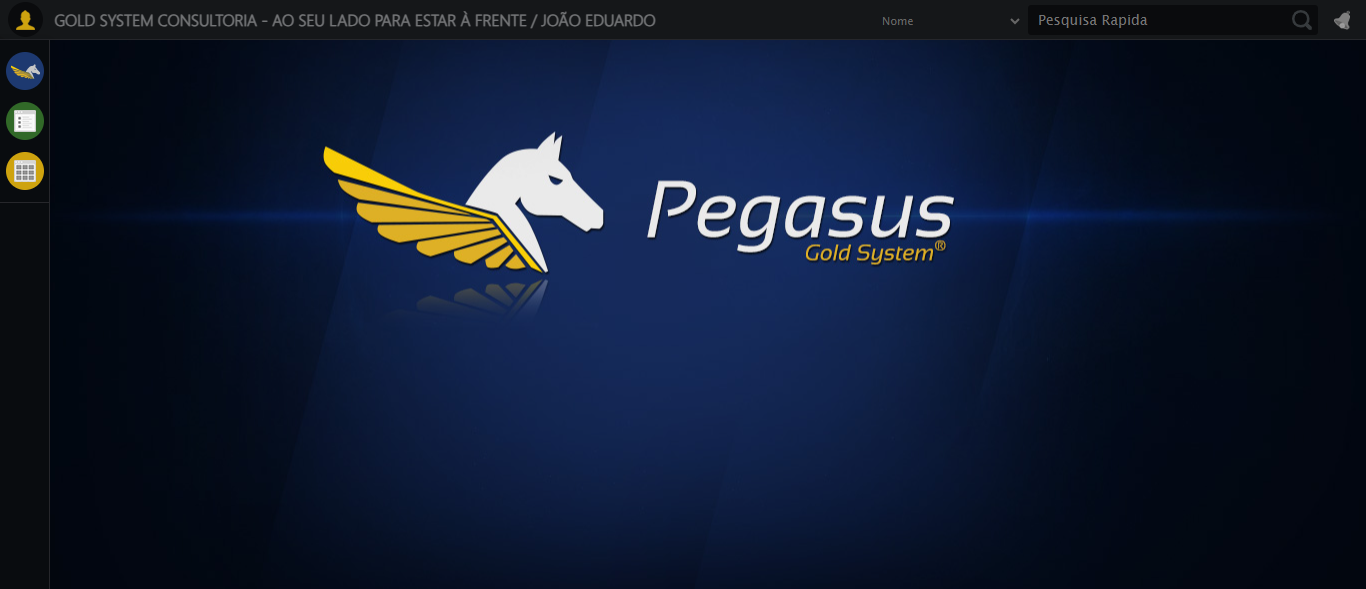 GOLD SYSTEM CONSULTORIA - AO SEU LADO PARA ESTAR À FRENTE / JOÃO EDUARDO
Nome
Pesquisa Rapida
Pegasus
Gold System®